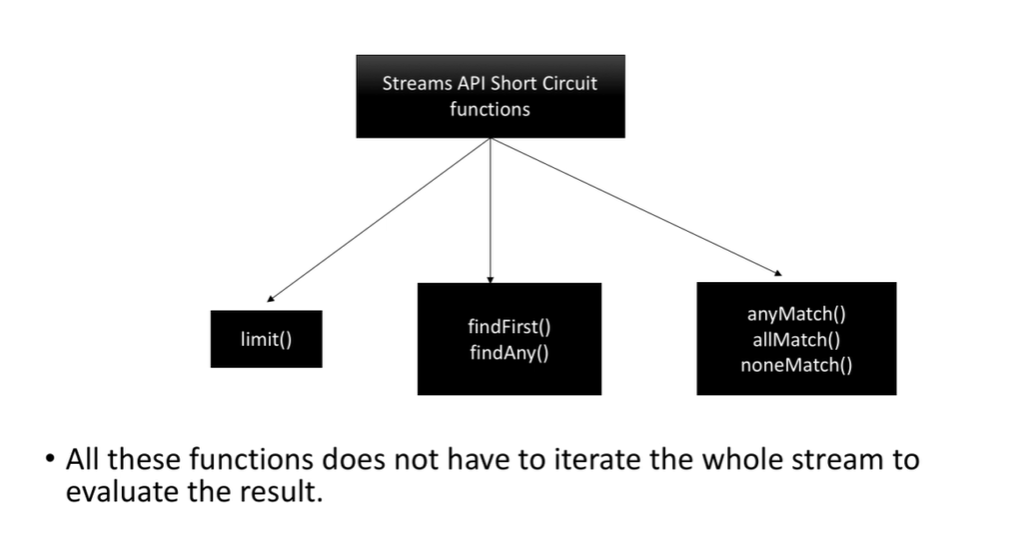 Streams API Short Circuit
functions
limit()
findFirst()
findAny()
anyMatch()
allMatch()
noneMatch()
• All these functions does not have to iterate the whole stream to
evaluate the result.